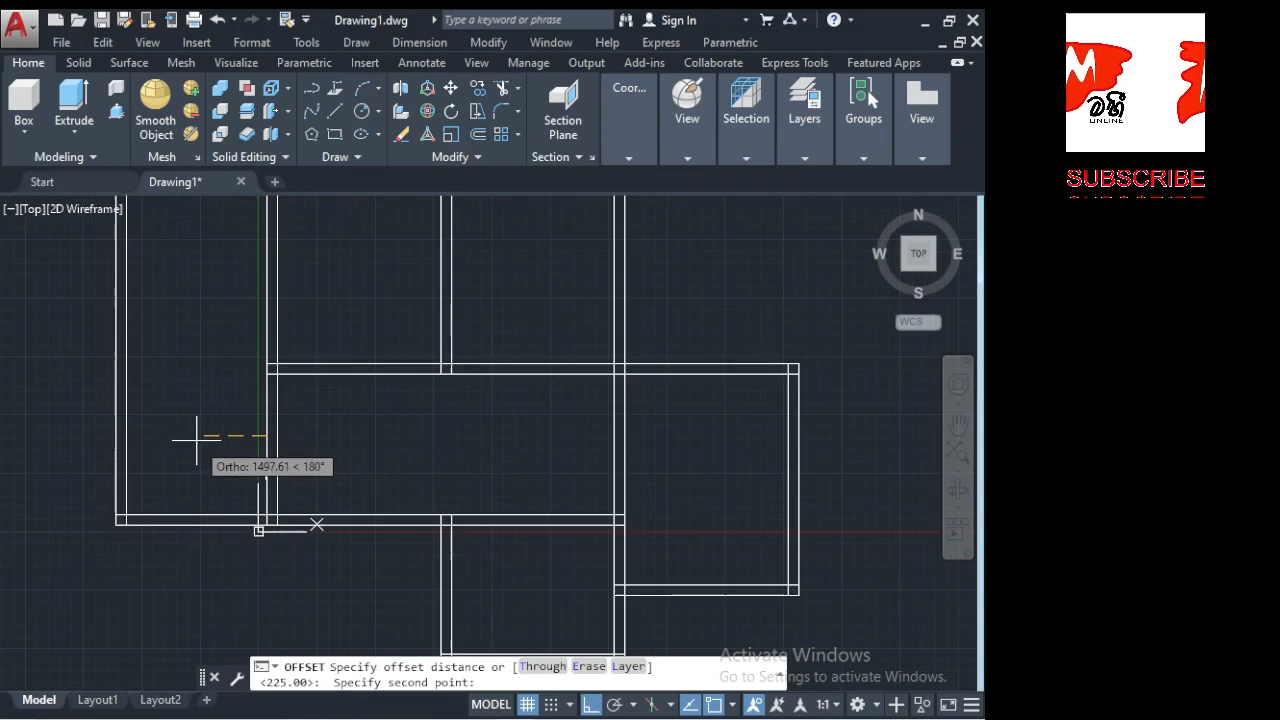 Drawing1.dwg
Type a keyword or phrase
Sign In
File Edit View Insert Format Tools Draw Dimension Modify Window Help Express Parametric
Home Solid Surface Mesh Visualize Parametric Insert Annotate View Manage Output Add-ins Collaborate Express Tools Featured Apps
Box Extrude Smooth Object Section Plane Coor... View Selection Layers Groups View
Modeling Mesh Solid Editing Draw Modify Section
Start Drawing1*
[−][Top][2D Wireframe]
N
W TOP E
S
WCS
Ortho: 1497.61 < 180°
OFFSET Specify offset distance or [Through Erase Layer]
<225.00>: Specify second point:
Activate Windows
Go to Settings to activate Windows.
Model Layout1 Layout2 +
MODEL 1:1
M
ONLINE
SUBSCRIBE